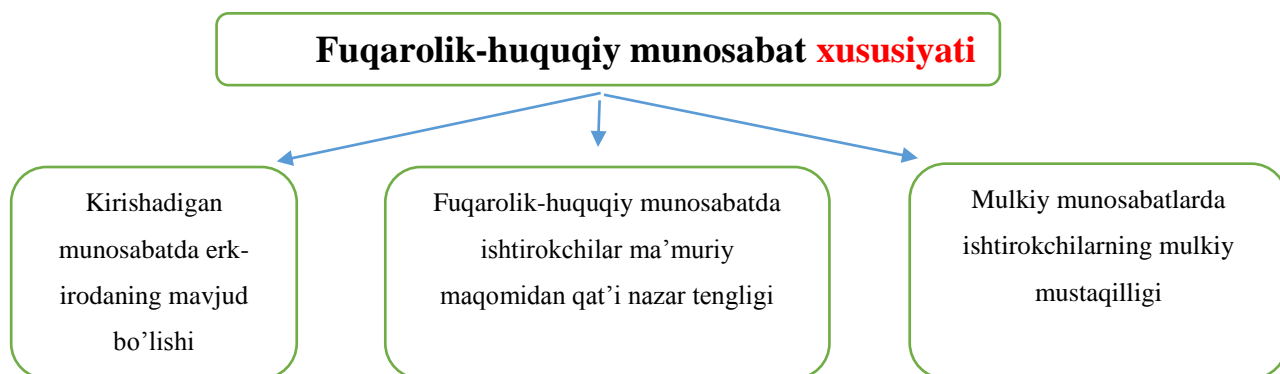 Fuqarolik-huquqiy munosabat xususiyati
Kirishadigan
munosabatda erk-
irodaning mavjud
bo’lishi
Fuqarolik-huquqiy munosabatda
ishtirokchilar ma’muriy
maqomidan qat’i nazar tengligi
Mulkiy munosabatlarda
ishtirokchilarning mulkiy
mustaqilligi